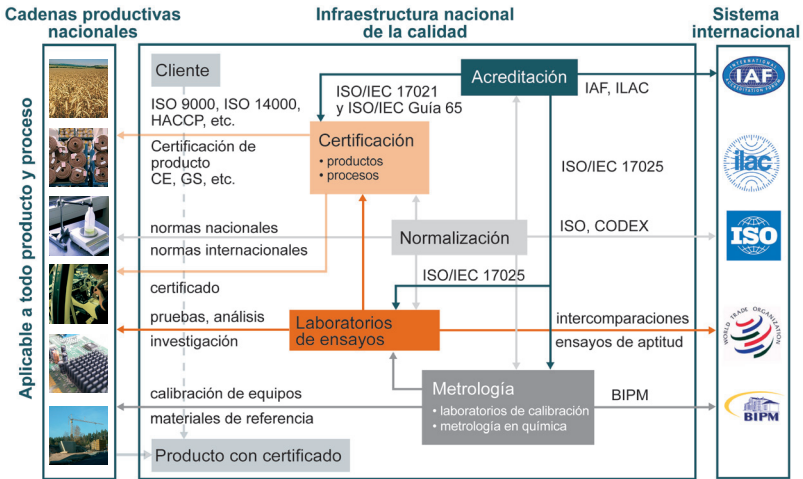 Cadenas productivas
nacionales
Infraestructura nacional
de la calidad
Sistema
internacional
Aplicable a todo producto y proceso
Cliente
ISO 9000, ISO 14000,
HACCP, etc.
Certificación de
producto
CE, GS, etc.
ISO/IEC 17021
y ISO/IEC Guía 65
Acreditación
IAF, ILAC
INTERNATIONAL
IAF
ACCREDITATION FORUM
Certificación
• productos
• procesos
ISO/IEC 17025
ilac
normas nacionales
normas internacionales
Normalización
ISO, CODEX
ISO
ISO/IEC 17025
certificado
pruebas, análisis
investigación
Laboratorios
de ensayos
intercomparaciones
ensayos de aptitud
WORLD TRADE ORGANIZATION
calibración de equipos
materiales de referencia
Metrología
• laboratorios de calibración
• metrología en química
BIPM
BIPM
Producto con certificado